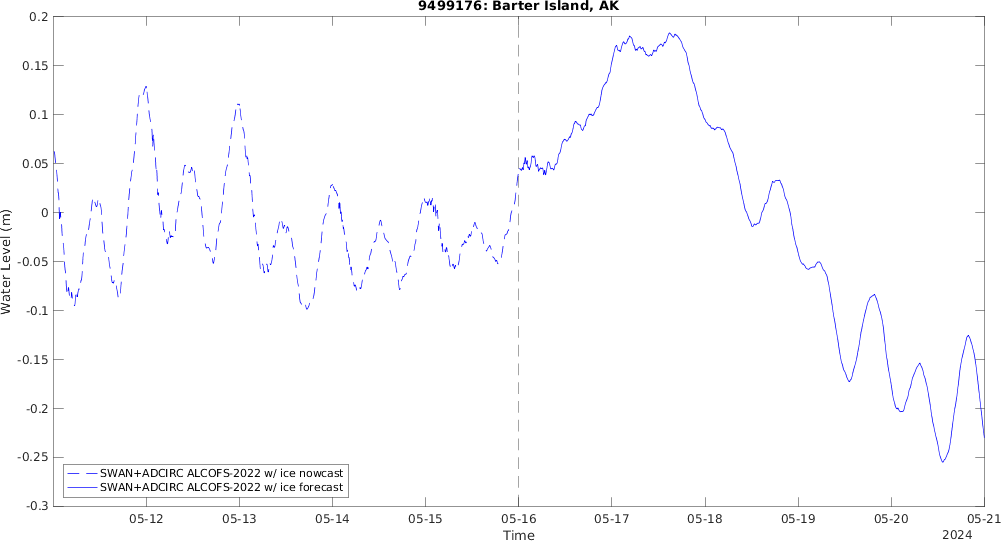 9499176: Barter Island, AK
Water Level (m)
0.2
0.15
0.1
0.05
0
-0.05
-0.1
-0.15
-0.2
-0.25
-0.3
SWAN+ADCIRC ALCOFS-2022 w/ ice nowcast
SWAN+ADCIRC ALCOFS-2022 w/ ice forecast
05-12 05-13 05-14 05-15 05-16 05-17 05-18 05-19 05-20 05-21
Time
2024